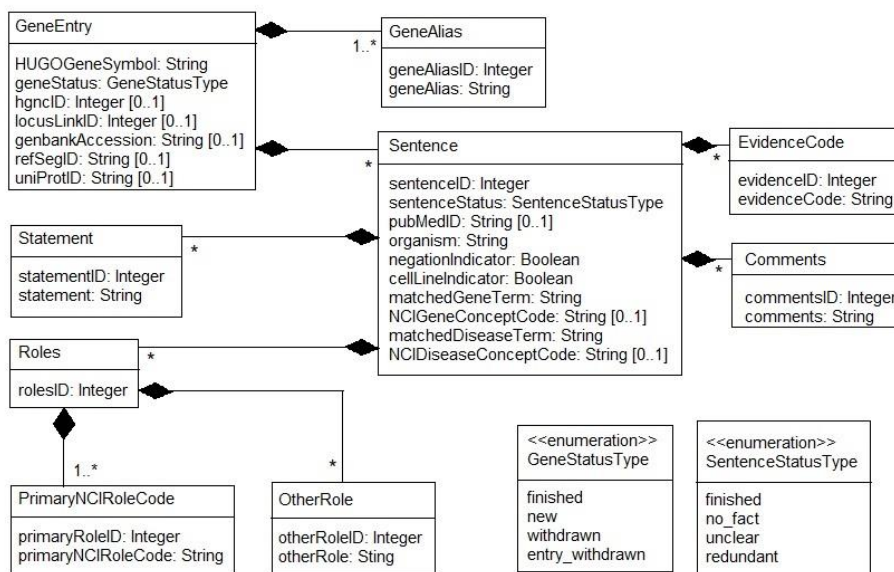 GeneEntry
HUGOGeneSymbol: String
geneStatus: GeneStatusType
hgncID: Integer [0..1]
locusLinkID: Integer [0..1]
genbankAccession: String [0..1]
refSegID: String [0..1]
uniProtID: String [0..1]
1..*
GeneAlias
geneAliasID: Integer
geneAlias: String
*
Sentence
sentenceID: Integer
sentenceStatus: SentenceStatusType
pubMedID: String [0..1]
organism: String
negationIndicator: Boolean
cellLineIndicator: Boolean
matchedGeneTerm: String
NCIGeneConceptCode: String [0..1]
matchedDiseaseTerm: String
NCIDiseaseConceptCode: String [0..1]
*
EvidenceCode
evidenceID: Integer
evidenceCode: String
*
Comments
commentsID: Integer
comments: String
Statement
*
statementID: Integer
statement: String
Roles
*
rolesID: Integer
1..*
*
PrimaryNCIRoleCode
primaryRoleID: Integer
primaryNCIRoleCode: String
OtherRole
otherRoleID: Integer
otherRole: Sting
<<enumeration>>
GeneStatusType
finished
new
withdrawn
entry_withdrawn
<<enumeration>>
SentenceStatusType
finished
no_fact
unclear
redundant